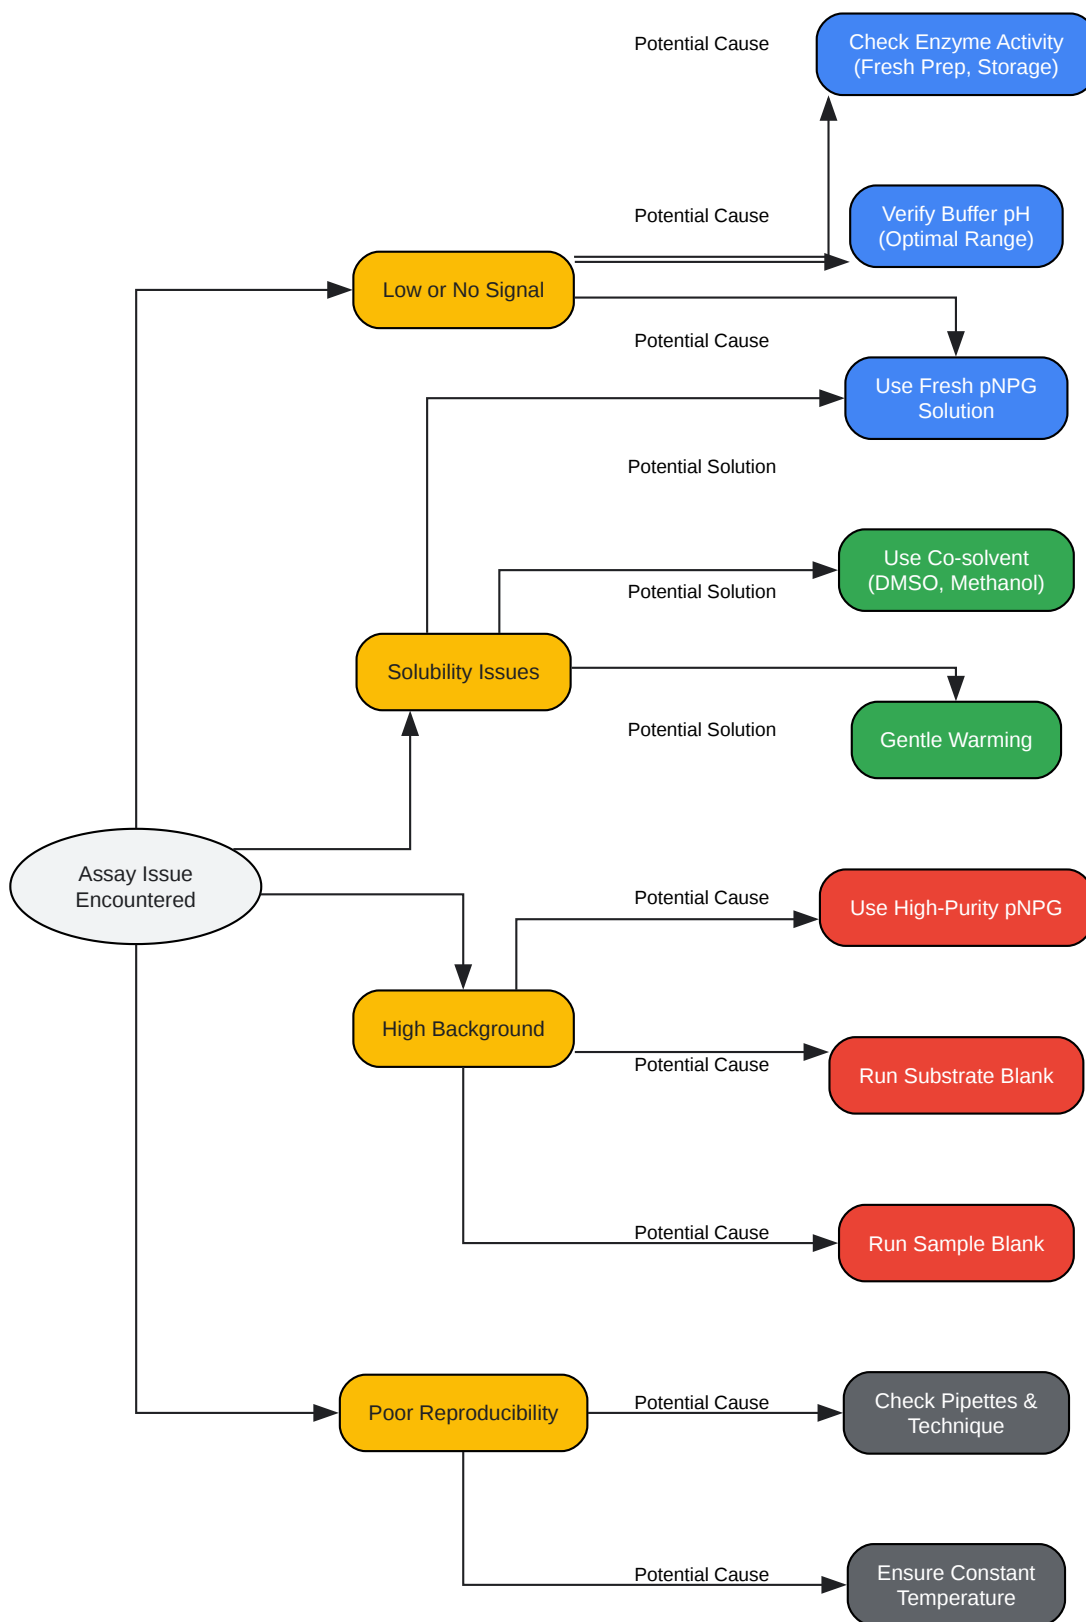 Potential Cause
Check Enzyme Activity
(Fresh Prep, Storage)
Potential Cause
Verify Buffer pH
(Optimal Range)
Low or No Signal
Potential Cause
Use Fresh pNPG
Solution
Potential Solution
Use Co-solvent
(DMSO, Methanol)
Potential Solution
Solubility Issues
Potential Solution
Gentle Warming
Assay Issue
Encountered
Potential Cause
Use High-Purity pNPG
High Background
Potential Cause
Run Substrate Blank
Potential Cause
Run Sample Blank
Poor Reproducibility
Potential Cause
Check Pipettes &
Technique
Potential Cause
Ensure Constant
Temperature